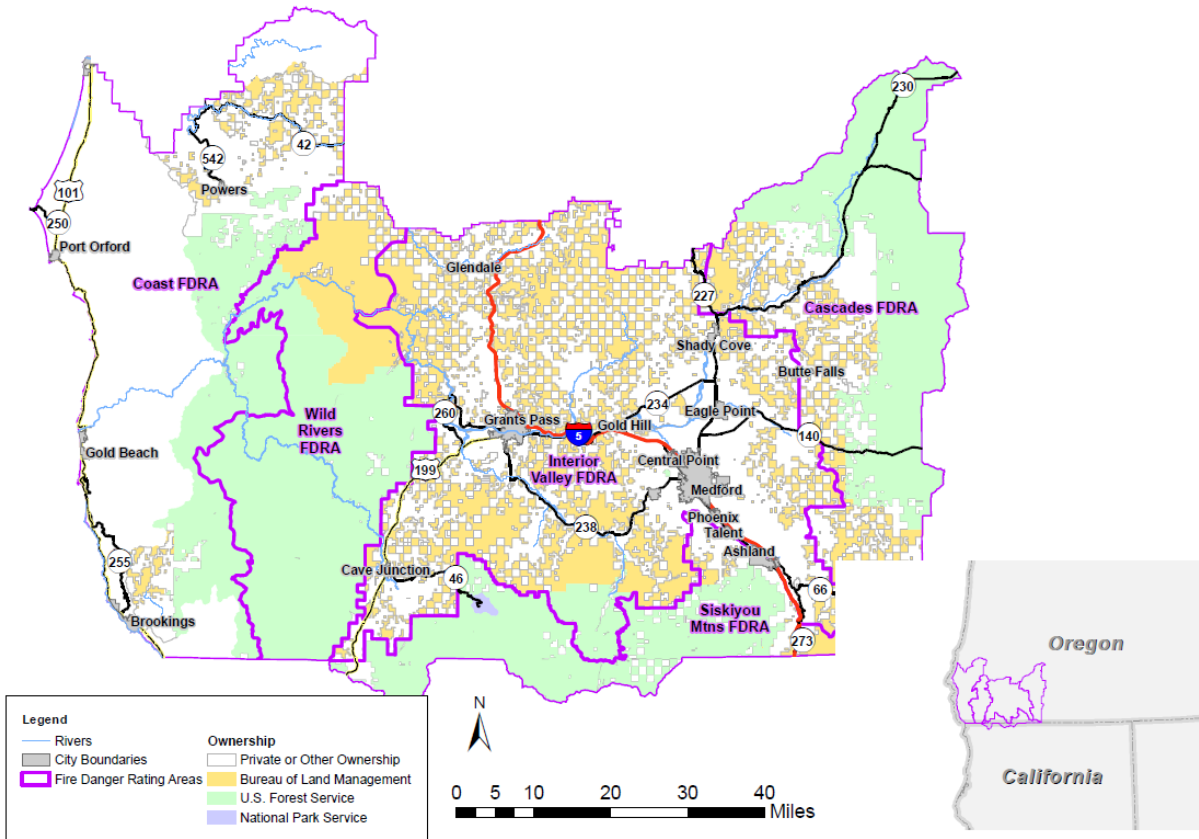 230
42
542
Powers
101
250
Port Orford
Coast FDRA
Glendale
227
Cascades FDRA
Shady Cove
Butte Falls
234
Eagle Point
260
Grants Pass
5
Gold Hill
140
Wild
Rivers
FDRA
Gold Beach
199
Interior
Valley FDRA
Central Point
Medford
238
Phoenix
Talent
Ashland
255
Cave Junction
46
66
Brookings
Siskiyou
Mtns FDRA
273
Oregon
California
N
Legend
Rivers
City Boundaries
Fire Danger Rating Areas
Ownership
Private or Other Ownership
Bureau of Land Management
U.S. Forest Service
National Park Service
0 5 10 20 30 40
Miles